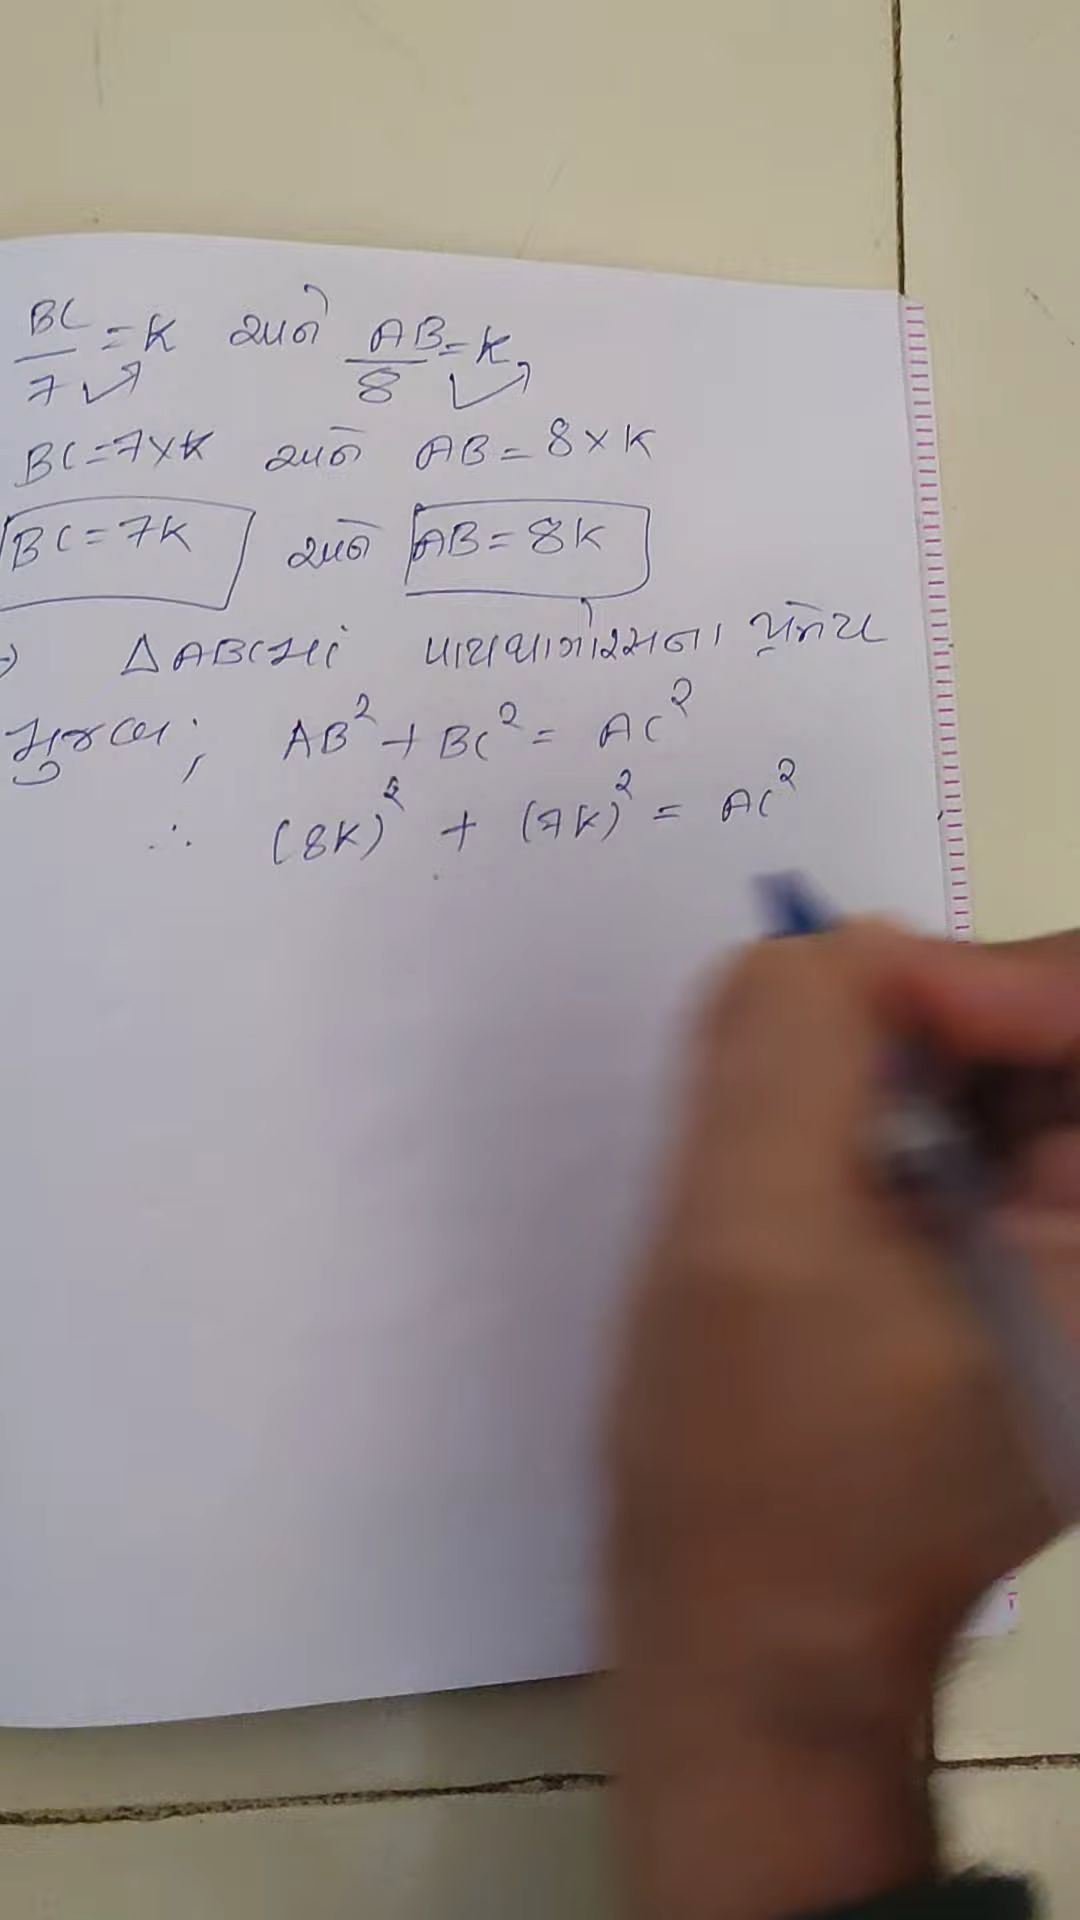 BC/7 = K અને AB/8 = K
BC = 7×K અને AB = 8×K
BC = 7K અને AB = 8K
ΔABCમાં પાયથાગોરસના પ્રમેય
મુજબ; AB² + BC² = AC²
∴ (8K)² + (7K)² = AC²